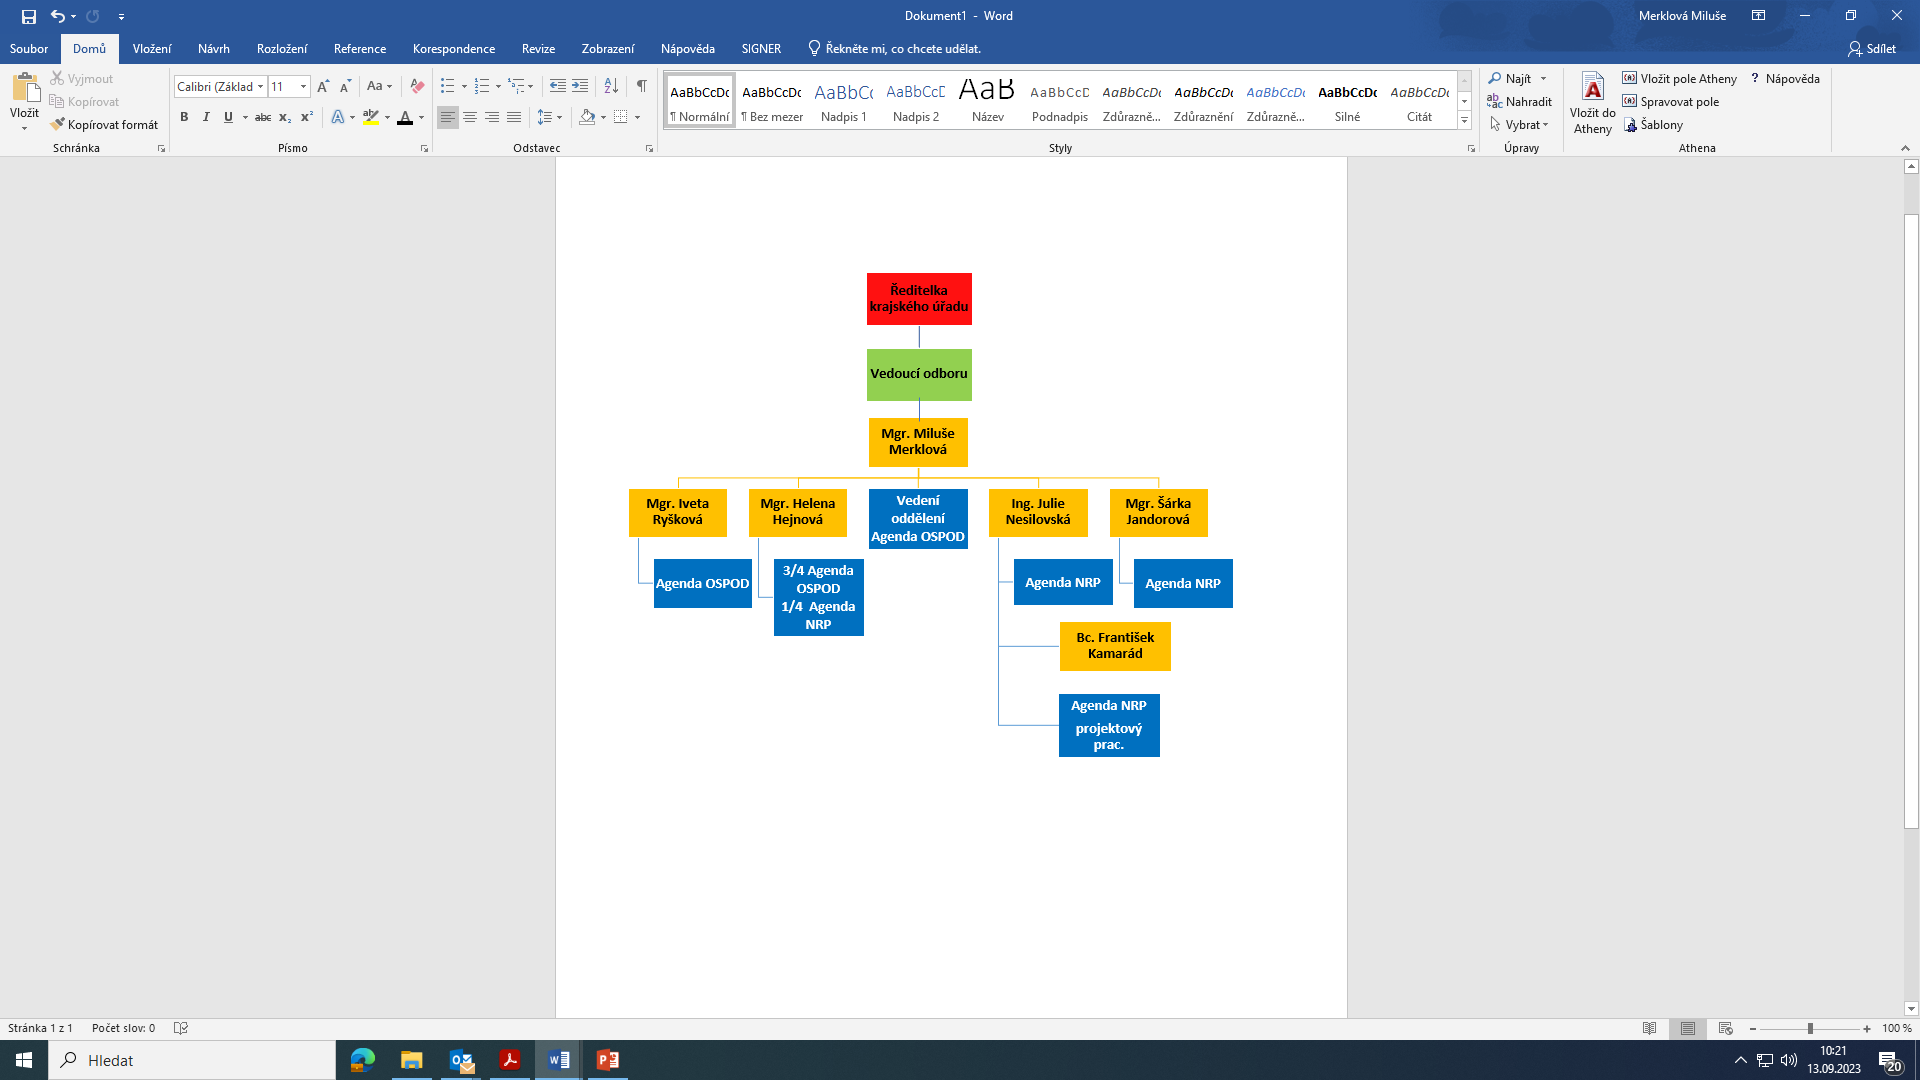 Dokument1 - Word
Merklová Miluše
Soubor
Domů
Vložení
Návrh
Rozložení
Reference
Korespondence
Revize
Zobrazení
Nápověda
SIGNER
Řekněte mi, co chcete udělat.
Sdílet
Vložit
Vyjmout
Kopírovat
Kopírovat formát
Schránka
Calibri (Základ
11
Písmo
Odstavec
AaBbCcDc
¶ Normální
AaBbCcDc
¶ Bez mezer
AaBbCc
Nadpis 1
AaBbCcD
Nadpis 2
AaB
Název
AaBbCcD
Podnadpis
AaBbCcDc
Zdůrazně...
AaBbCcDc
Zdůraznění
AaBbCcDc
Zdůrazně...
AaBbCcDc
Silné
AaBbCcDc
Citát
Styly
Najít
Nahradit
Vybrat
Úpravy
Vložit do
Atheny
Vložit pole Atheny
Spravovat pole
Šablony
? Nápověda
Athena
Ředitelka
krajského úřadu
Vedoucí odboru
Mgr. Miluše
Merklová
Mgr. Iveta
Ryšková
Mgr. Helena
Hejnová
Vedení
oddělení
Agenda OSPOD
Ing. Julie
Nesilovská
Mgr. Šárka
Jandorová
Agenda OSPOD
3/4 Agenda
OSPOD
1/4 Agenda
NRP
Agenda NRP
Agenda NRP
Bc. František
Kamarád
Agenda NRP
projektový
prac.
Stránka 1 z 1
Počet slov: 0
100 %
Hledat
10:21
13.09.2023
20